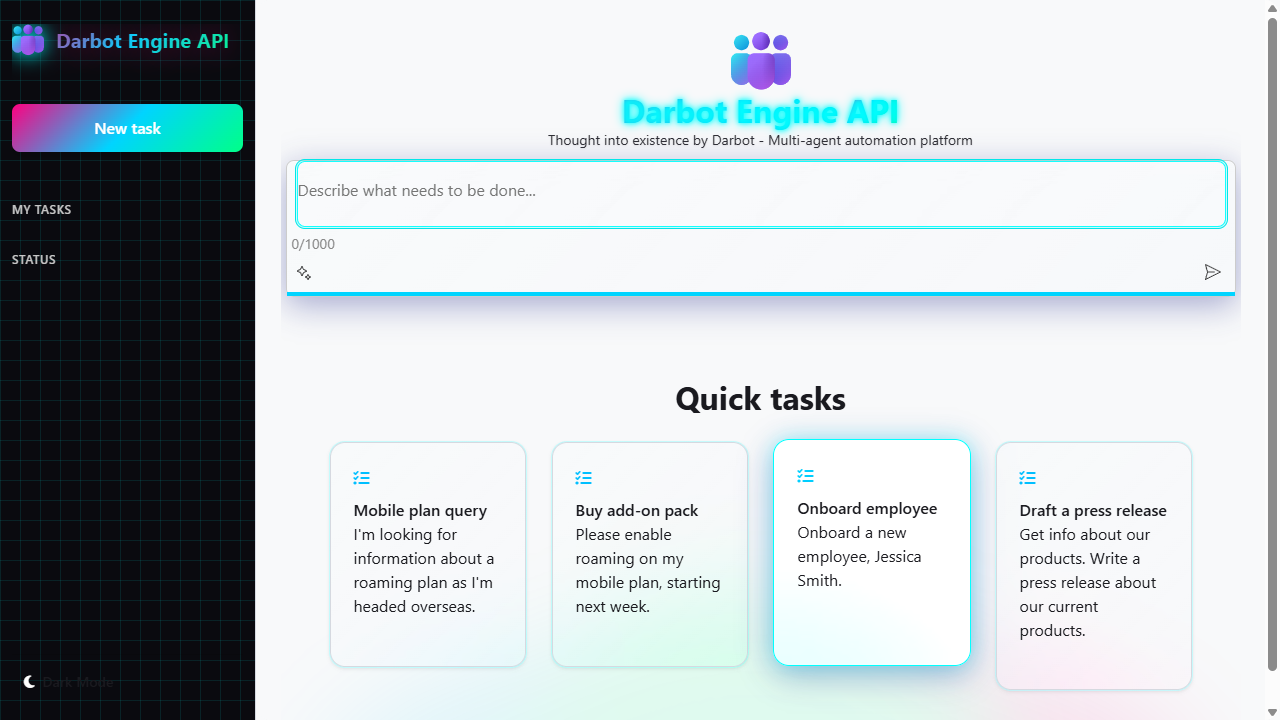 Darbot Engine API
New task
MY TASKS
STATUS
Dark Mode
Darbot Engine API
Thought into existence by Darbot - Multi-agent automation platform
Describe what needs to be done...
0/1000
Quick tasks
Mobile plan query
I'm looking for
information about a
roaming plan as I'm
headed overseas.
Buy add-on pack
Please enable
roaming on my
mobile plan, starting
next week.
Onboard employee
Onboard a new
employee, Jessica
Smith.
Draft a press release
Get info about our
products. Write a
press release about
our current
products.